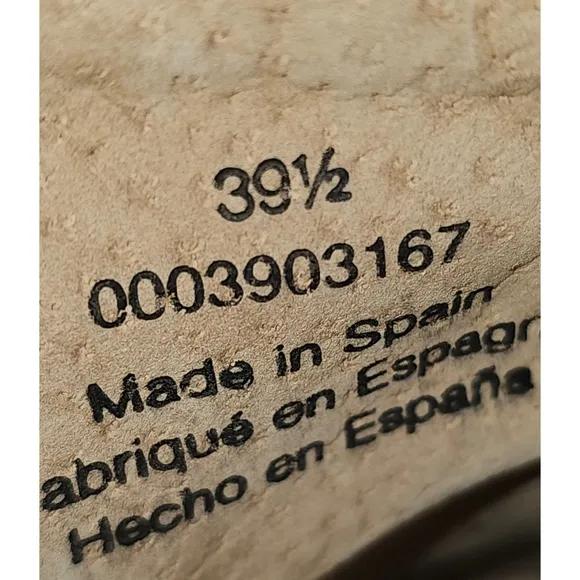 39½
0003903167
Made in Spain
abriqué en Espagn
Hecho en España